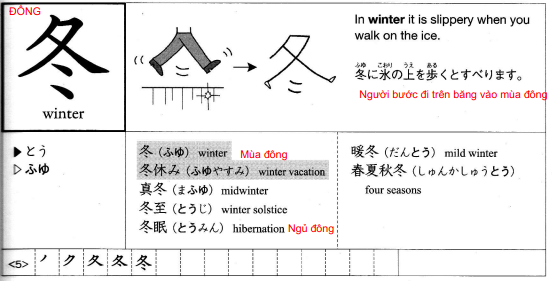 ĐÔNG
冬
winter
In winter it is slippery when you
walk on the ice.
ふゆ こおり うえ ある
冬に氷の上を歩くとすべります。
Người bước đi trên băng vào mùa đông
▶とう
▷ふゆ
冬（ふゆ）winter Mùa đông
冬休み（ふゆやすみ）winter vacation
真冬（まふゆ）midwinter
冬至（とうじ）winter solstice
冬眠（とうみん）hibernation Ngủ đông
暖冬（だんとう）mild winter
春夏秋冬（しゅんかしゅうとう）
four seasons
<5> ノ ク 夂 冬 冬